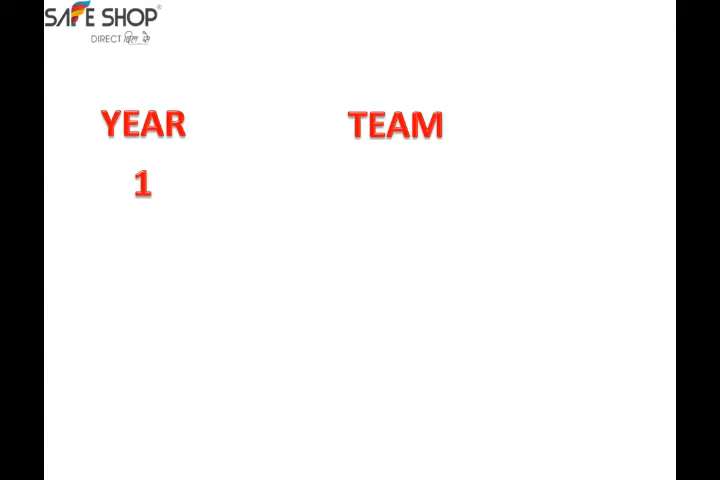 SAFE SHOP®
DIRECT दिल से
YEAR TEAM
1